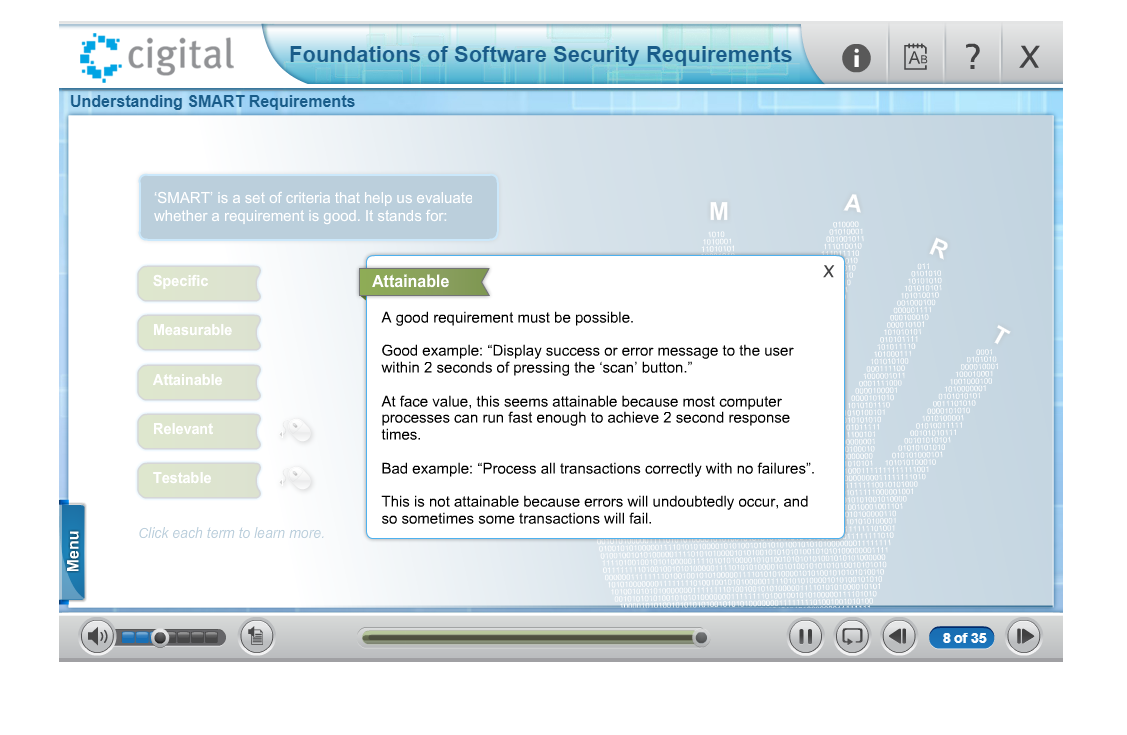 cigital
Foundations of Software Security Requirements
i
AB
?
X
Understanding SMART Requirements
'SMART' is a set of criteria that help us evaluate
whether a requirement is good. It stands for:
M
A
R
T
Specific
Measurable
Attainable
Relevant
Testable
Click each term to learn more.
Attainable
X
A good requirement must be possible.
Good example: “Display success or error message to the user
within 2 seconds of pressing the ‘scan’ button.”
At face value, this seems attainable because most computer
processes can run fast enough to achieve 2 second response
times.
Bad example: “Process all transactions correctly with no failures”.
This is not attainable because errors will undoubtedly occur, and
so sometimes some transactions will fail.
Menu
8 of 35